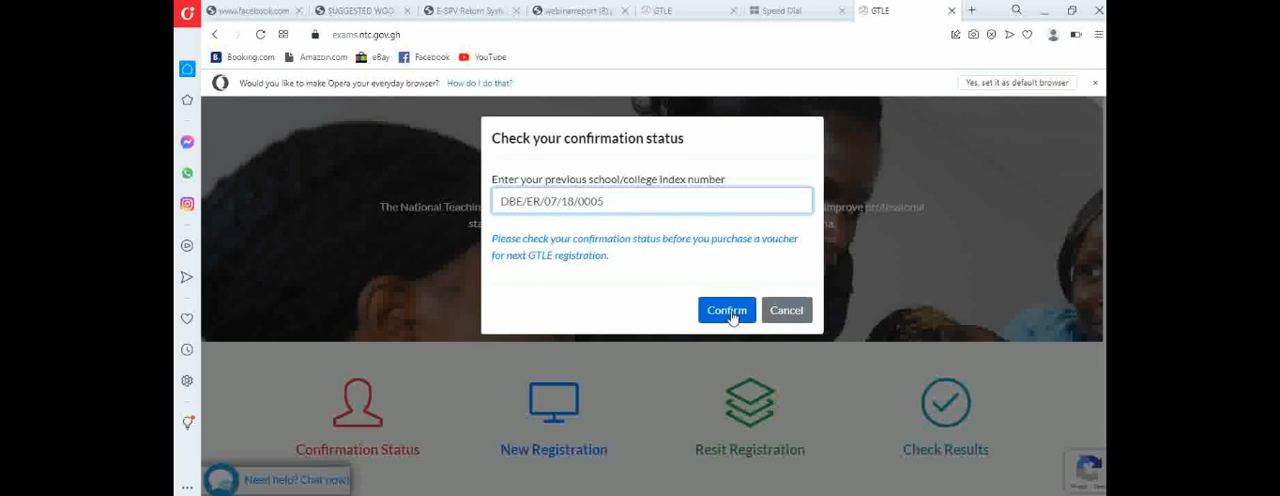 www.facebook.com
SUGGESTED WOO
E-SPV Return Syst
webinarreport (8).
GTLE
Speed Dial
GTLE
exams.ntc.gov.gh
Booking.com
Amazon.com
eBay
Facebook
YouTube
Would you like to make Opera your everyday browser? How do I do that?
Yes, set it as default browser
Check your confirmation status
Enter your previous school/college index number
DBE/ER/07/18/0005
The National Teaching
improve professional
Please check your confirmation status before you purchase a voucher
for next GTLE registration.
Confirm
Cancel
Confirmation Status
New Registration
Resit Registration
Check Results
Need help? Chat now!